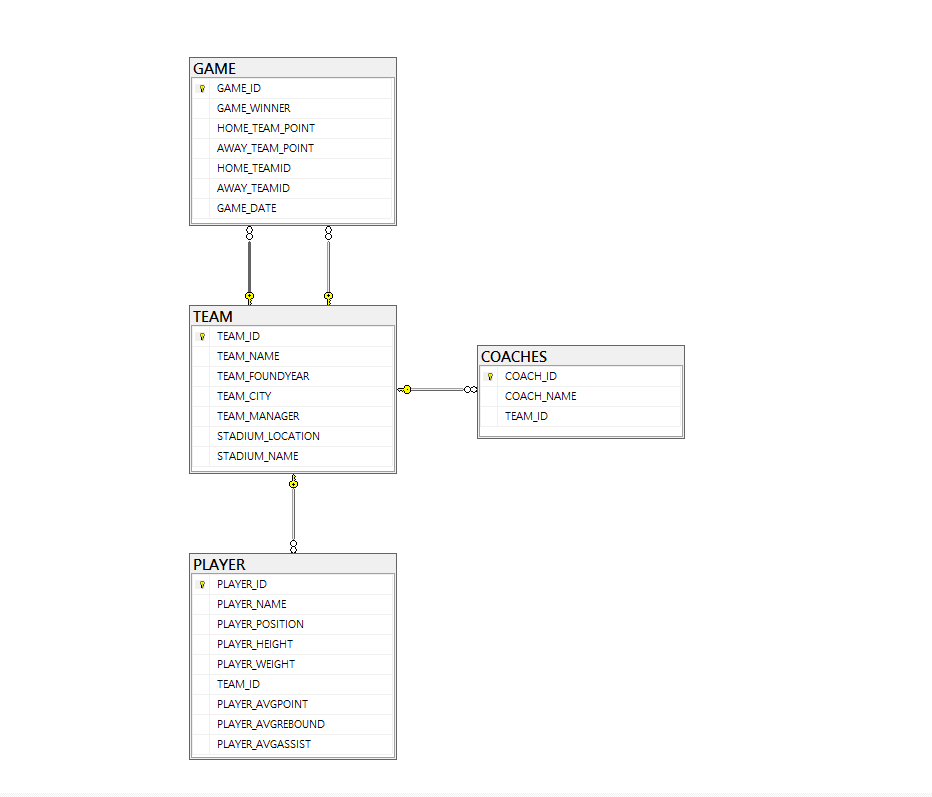 GAME
GAME_ID
GAME_WINNER
HOME_TEAM_POINT
AWAY_TEAM_POINT
HOME_TEAMID
AWAY_TEAMID
GAME_DATE
TEAM
TEAM_ID
TEAM_NAME
TEAM_FOUNDYEAR
TEAM_CITY
TEAM_MANAGER
STADIUM_LOCATION
STADIUM_NAME
COACHES
COACH_ID
COACH_NAME
TEAM_ID
PLAYER
PLAYER_ID
PLAYER_NAME
PLAYER_POSITION
PLAYER_HEIGHT
PLAYER_WEIGHT
TEAM_ID
PLAYER_AVGPOINT
PLAYER_AVGREBOUND
PLAYER_AVGASSIST